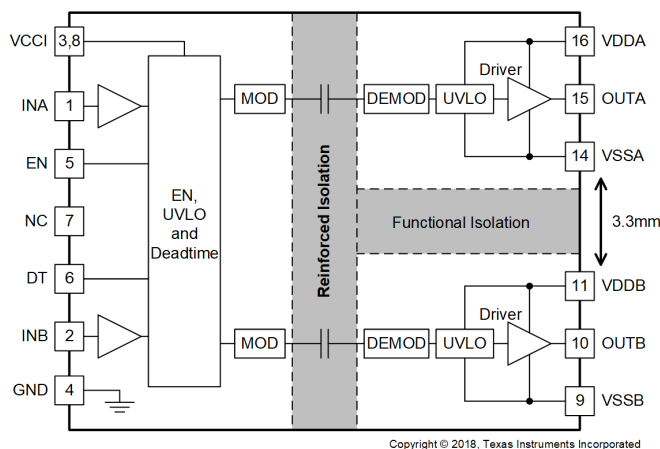 VCCI 3,8
INA 1
EN 5
NC 7
DT 6
INB 2
GND 4
EN,
UVLO
and
Deadtime
MOD
MOD
Reinforced Isolation
DEMOD
UVLO
Driver
Functional Isolation
DEMOD
UVLO
Driver
16 VDDA
15 OUTA
14 VSSA
3.3mm
11 VDDB
10 OUTB
9 VSSB
Copyright © 2018, Texas Instruments Incorporated